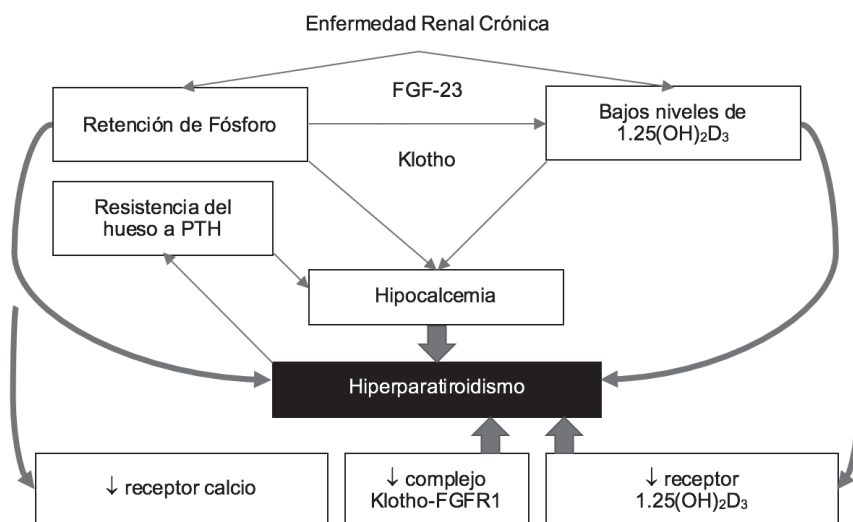 Enfermedad Renal Crónica
FGF-23
Retención de Fósforo
Bajos niveles de
1.25(OH)₂D₃
Klotho
Resistencia del
hueso a PTH
Hipocalcemia
Hiperparatiroidismo
↓ receptor calcio
↓ complejo
Klotho-FGFR1
↓ receptor
1.25(OH)₂D₃